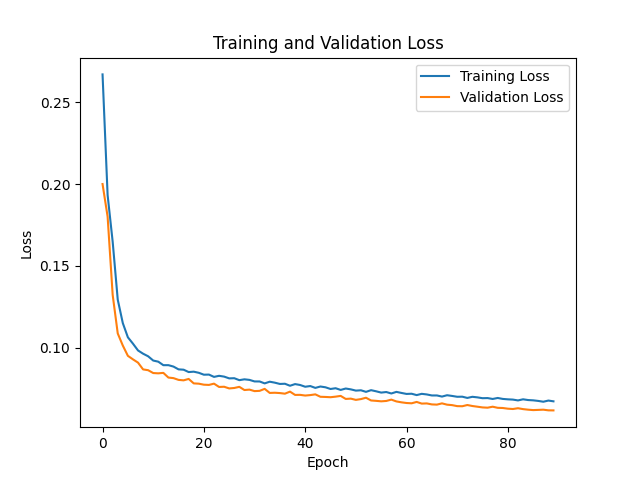 Training and Validation Loss
Training Loss
Validation Loss
0.25
0.20
0.15
0.10
Loss
0
20
40
60
80
Epoch